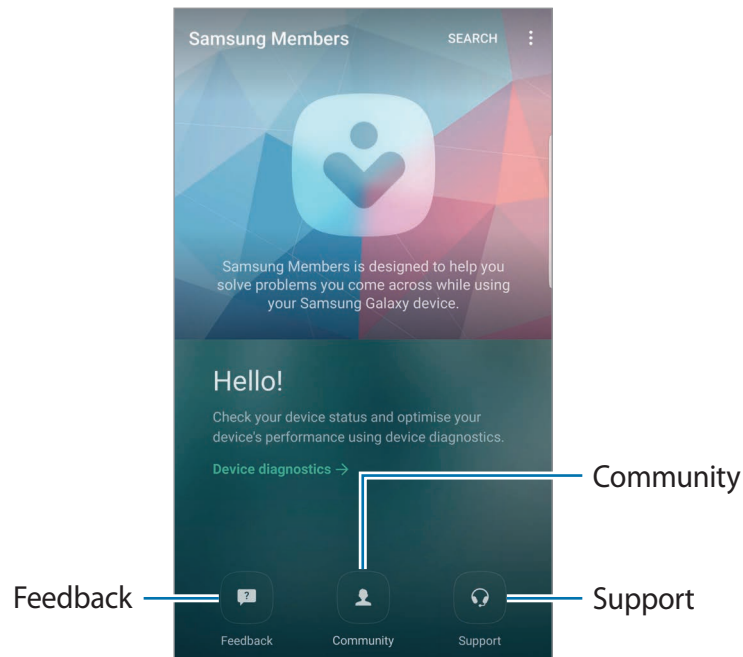 Samsung Members SEARCH
Samsung Members is designed to help you
solve problems you come across while using
your Samsung Galaxy device.
Hello!
Check your device status and optimise your
device's performance using device diagnostics.
Device diagnostics →
Community
Feedback
Support
?
Feedback Community Support